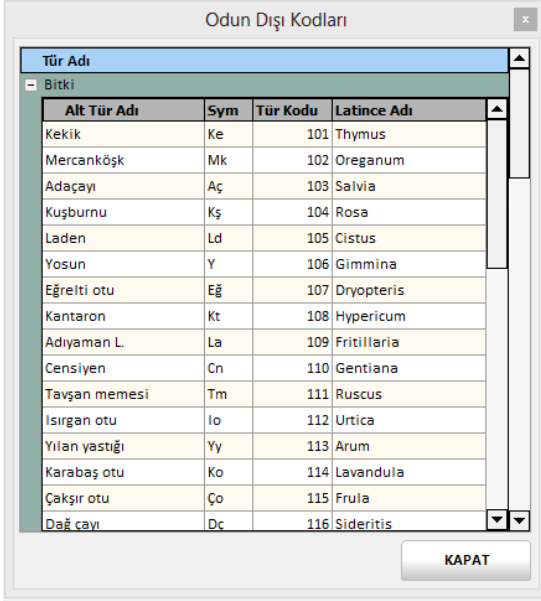 Odun Dışı Kodları
x
Tür Adı
Bitki
Alt Tür Adı Sym Tür Kodu Latince Adı
Kekik Ke 101 Thymus
Mercanköşk Mk 102 Oreganum
Adaçayı Aç 103 Salvia
Kuşburnu Kş 104 Rosa
Laden Ld 105 Cistus
Yosun Y 106 Gimmina
Eğrelti otu Eğ 107 Dryopteris
Kantaron Kt 108 Hypericum
Adıyaman L. La 109 Fritillaria
Censiyen Cn 110 Gentiana
Tavşan memesi Tm 111 Ruscus
Isırgan otu Io 112 Urtica
Yılan yastığı Yy 113 Arum
Karabaş otu Ko 114 Lavandula
Çakşır otu Ço 115 Frula
Dağ çayı Dç 116 Sideritis
KAPAT